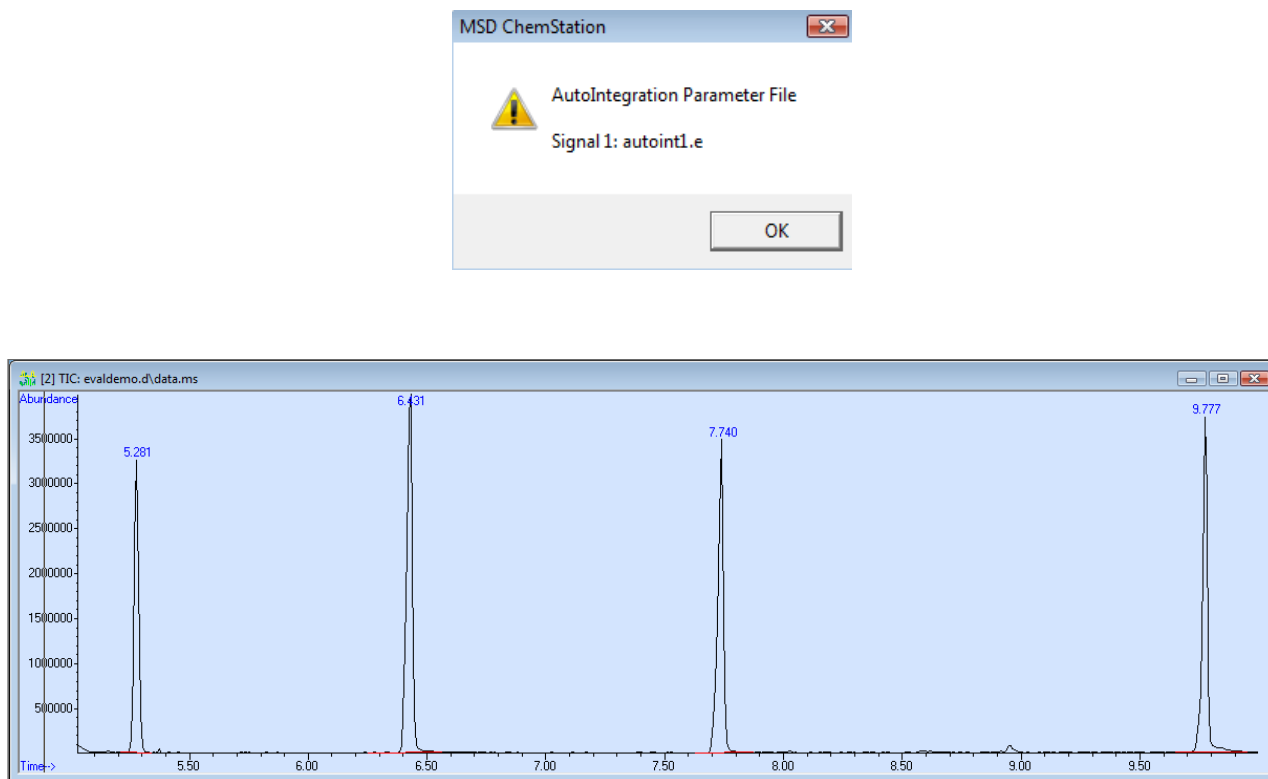 MSD ChemStation
AutoIntegration Parameter File
Signal 1: autoint1.e
OK
[2] TIC: evaldemo.d\data.ms
Abundance
6.431
9.777
7.740
3500000
5.281
3000000
2500000
2000000
1500000
1000000
500000
Time-->
5.50
6.00
6.50
7.00
7.50
8.00
8.50
9.00
9.50